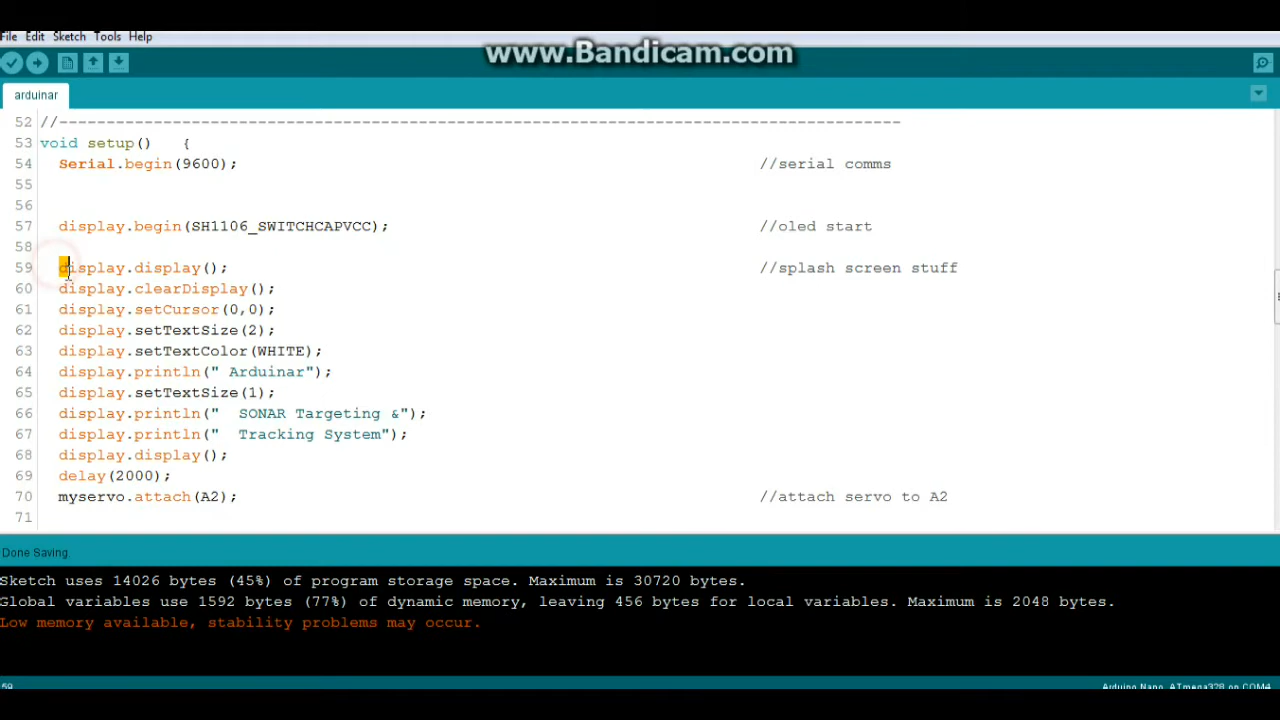 www.Bandicam.com
File Edit Sketch Tools Help
arduinar
52 //------------------------------------------------------------------------------------------
53 void setup() {
54 Serial.begin(9600); //serial comms
55
56
57 display.begin(SH1106_SWITCHCAPVCC); //oled start
58
59 display.display(); //splash screen stuff
60 display.clearDisplay();
61 display.setCursor(0,0);
62 display.setTextSize(2);
63 display.setTextColor(WHITE);
64 display.println(" Arduinar");
65 display.setTextSize(1);
66 display.println("  SONAR Targeting &");
67 display.println("  Tracking System");
68 display.display();
69 delay(2000);
70 myservo.attach(A2); //attach servo to A2
71
Done Saving.
Sketch uses 14026 bytes (45%) of program storage space. Maximum is 30720 bytes.
Global variables use 1592 bytes (77%) of dynamic memory, leaving 456 bytes for local variables. Maximum is 2048 bytes.
Low memory available, stability problems may occur.
59 Arduino Nano, ATmega328 on COM4